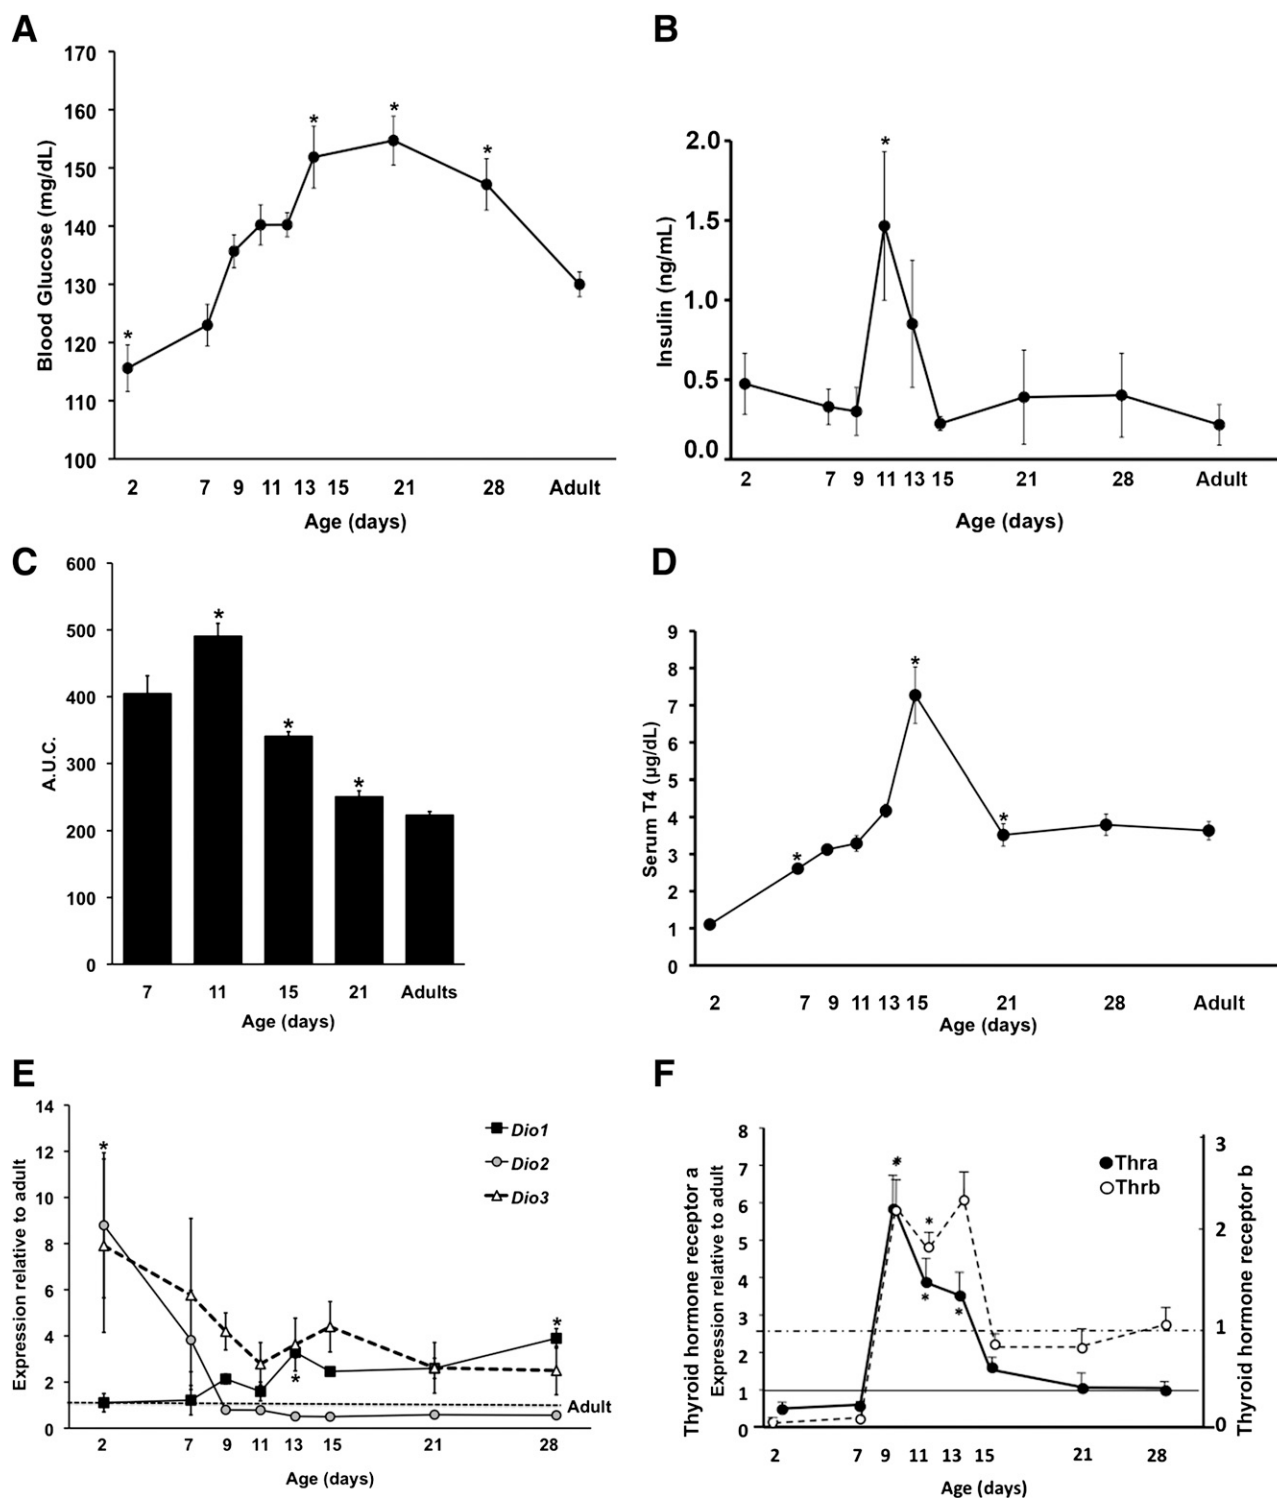 A
170
160
150
140
130
120
110
100
Blood Glucose (mg/dL)
*
*
*
*
2 7 9 11 13 15 21 28 Adult
Age (days)
B
2.0
1.5
1.0
0.5
0.0
Insulin (ng/mL)
*
2 7 9 11 13 15 21 28 Adult
Age (days)
C
600
500
400
300
200
100
0
A.U.C.
*
*
*
7 11 15 21 Adults
Age (days)
D
9
8
7
6
5
4
3
2
1
0
Serum T4 (µg/dL)
*
*
*
2 7 9 11 13 15 21 28 Adult
Age (days)
E
14
12
10
8
6
4
2
0
Expression relative to adult
*
*
*
Dio1
Dio2
Dio3
Adult
2 7 9 11 13 15 21 28
Age (days)
F
8
7
6
5
4
3
2
1
0
Thyroid hormone receptor a
Expression relative to adult
*
*
*
*
Thra
Thrb
3
2
1
0
Thyroid hormone receptor b
2 7 9 11 13 15 21 28
Age (days)